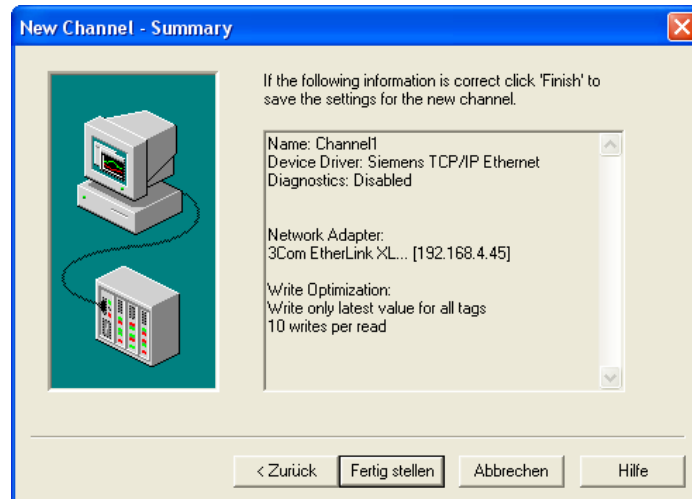 New Channel - Summary
If the following information is correct click 'Finish' to
save the settings for the new channel.
Name: Channel1
Device Driver: Siemens TCP/IP Ethernet
Diagnostics: Disabled
Network Adapter:
3Com EtherLink XL... [192.168.4.45]
Write Optimization:
Write only latest value for all tags
10 writes per read
< Zurück Fertig stellen Abbrechen Hilfe